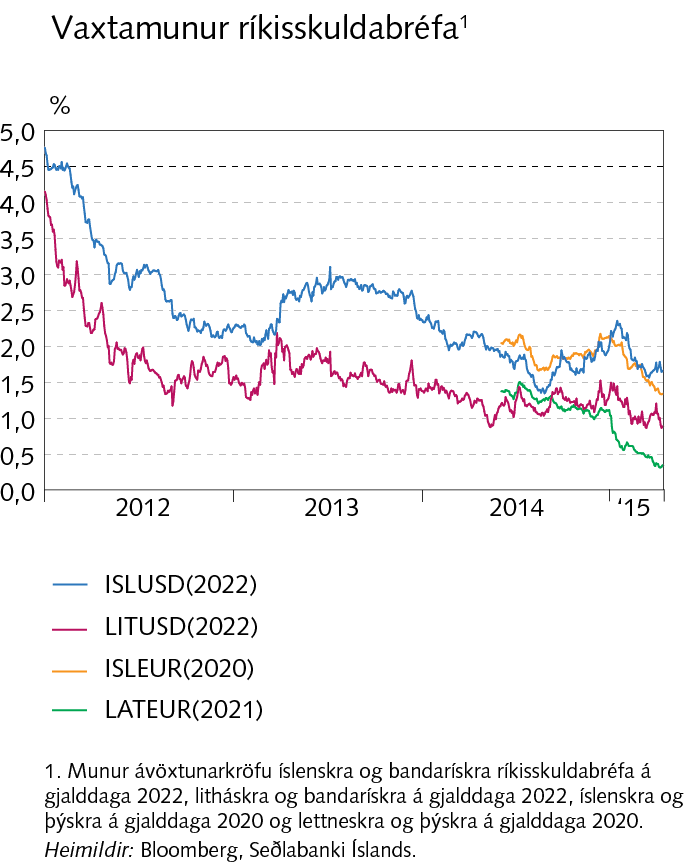 Vaxtamunur ríkisskuldabréfa¹
%
5,0
4,5
4,0
3,5
3,0
2,5
2,0
1,5
1,0
0,5
0,0
2012 2013 2014 ‘15
ISLUSD(2022)
LITUSD(2022)
ISLEUR(2020)
LATEUR(2021)
1. Munur ávöxtunarkröfu íslenskra og bandarískra ríkisskuldabréfa á
gjalddaga 2022, litháskra og bandarískra á gjalddaga 2022, íslenskra og
þýskra á gjalddaga 2020 og lettneskra og þýskra á gjalddaga 2020.
Heimildir: Bloomberg, Seðlabanki Íslands.